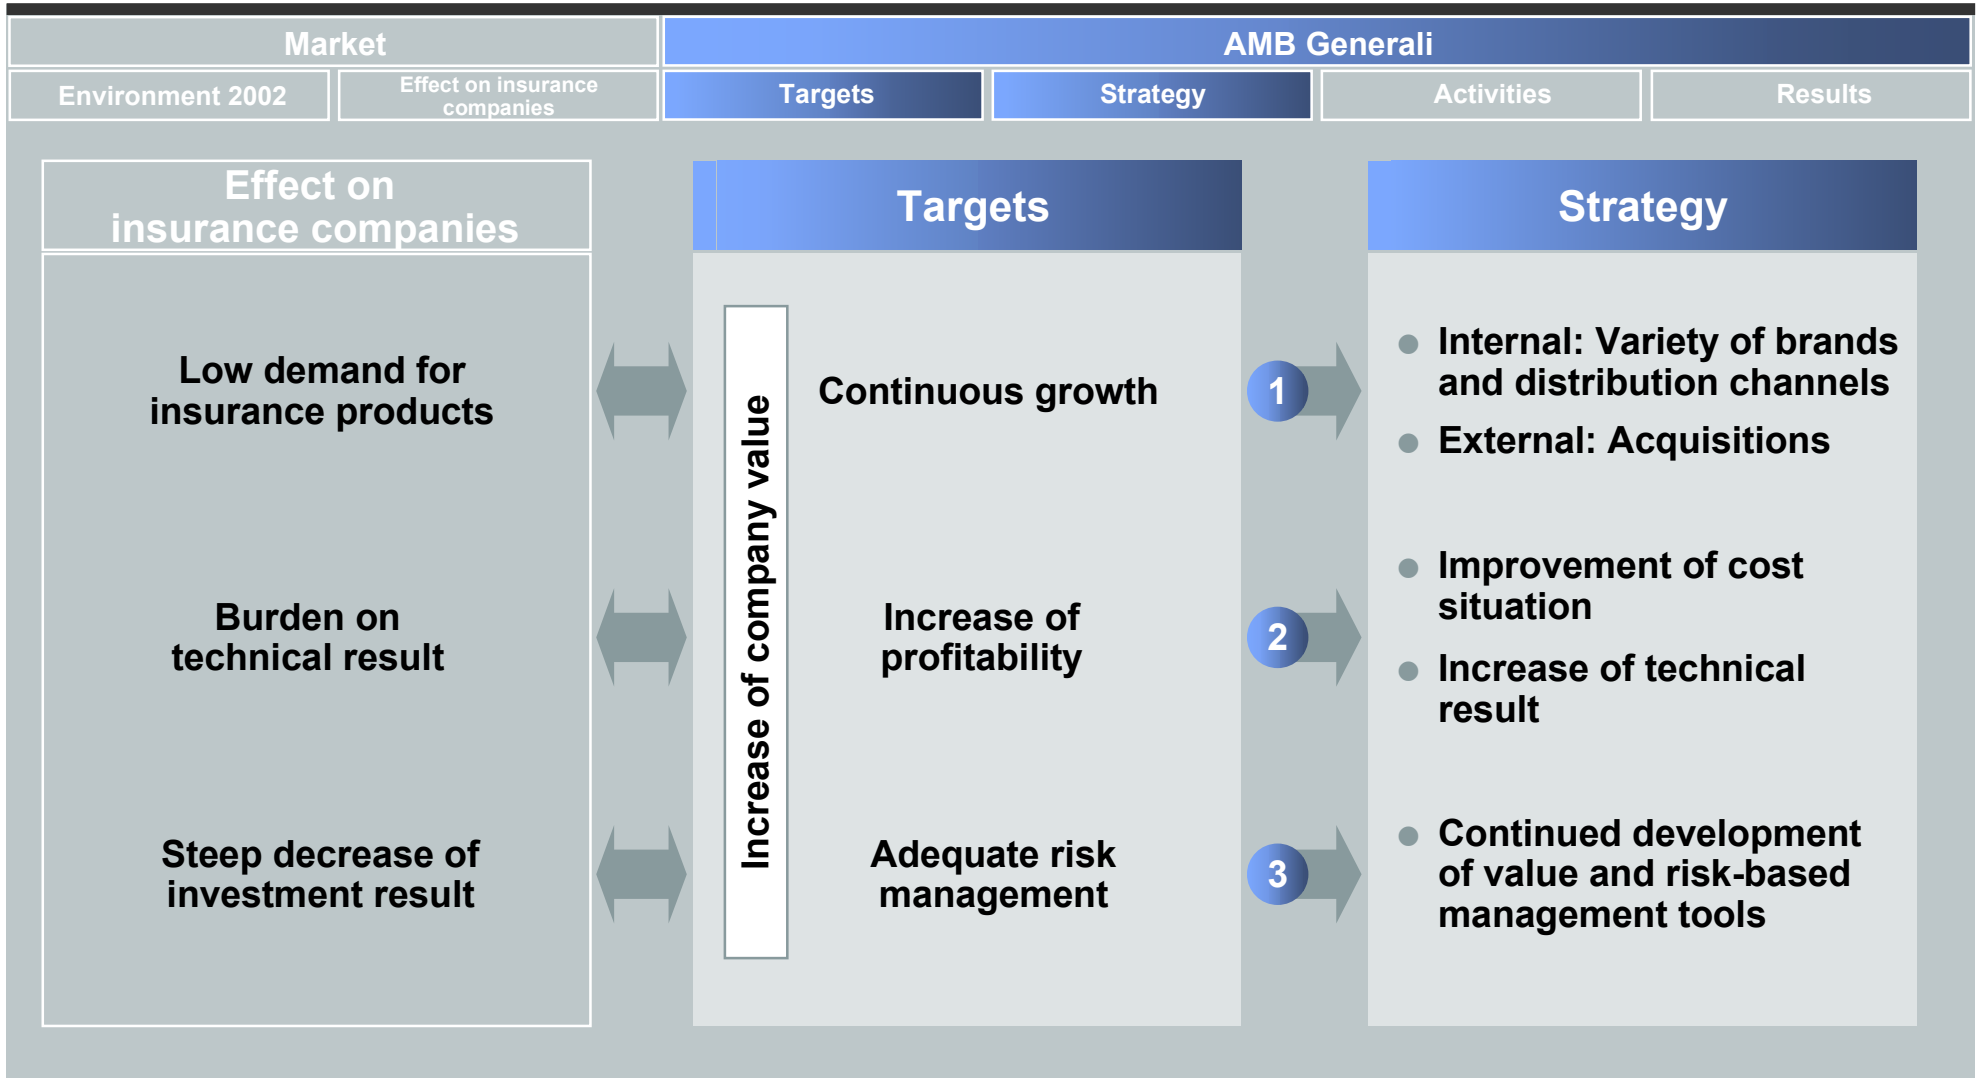 Market
AMB Generali
Environment 2002
Effect on insurance
companies
Targets
Strategy
Activities
Results
Effect on
insurance companies
Low demand for
insurance products
Burden on
technical result
Steep decrease of
investment result
Targets
Increase of company value
Continuous growth
Increase of
profitability
Adequate risk
management
1
2
3
Strategy
Internal: Variety of brands
and distribution channels
External: Acquisitions
Improvement of cost
situation
Increase of technical
result
Continued development
of value and risk-based
management tools